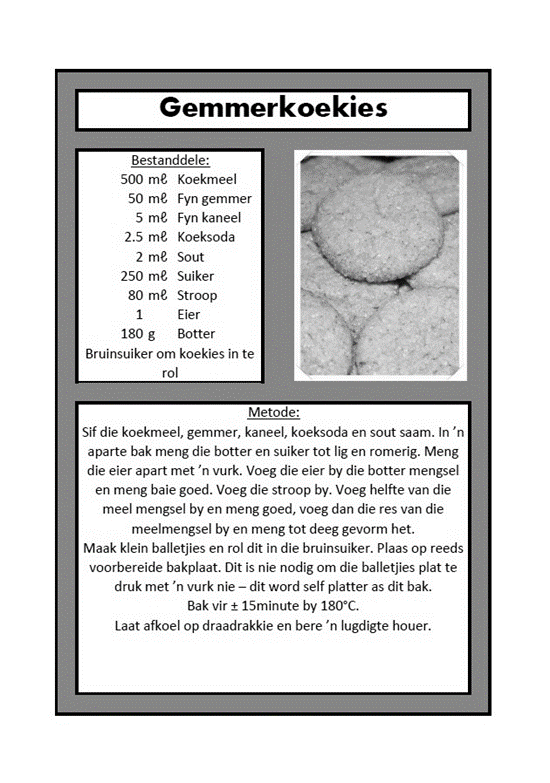 Gemmerkoekies
Bestanddele:
500 mℓ Koekmeel
50 mℓ Fyn gemmer
5 mℓ Fyn kaneel
2.5 mℓ Koeksoda
2 mℓ Sout
250 mℓ Suiker
80 mℓ Stroop
1 Eier
180 g Botter
Bruinsuiker om koekies in te
rol
Metode:
Sif die koekmeel, gemmer, kaneel, koeksoda en sout saam. In ’n
aparte bak meng die botter en suiker tot lig en romerig. Meng
die eier apart met ’n vurk. Voeg die eier by die botter mengsel
en meng baie goed. Voeg die stroop by. Voeg helfte van die
meel mengsel by en meng goed, voeg dan die res van die
meelmengsel by en meng tot deeg gevorm het.
Maak klein balletjies en rol dit in die bruinsuiker. Plaas op reeds
voorbereide bakplaat. Dit is nie nodig om die balletjies plat te
druk met ’n vurk nie – dit word self platter as dit bak.
Bak vir ± 15minute by 180°C.
Laat afkoel op draadrakkie en bere ’n lugdigte houer.